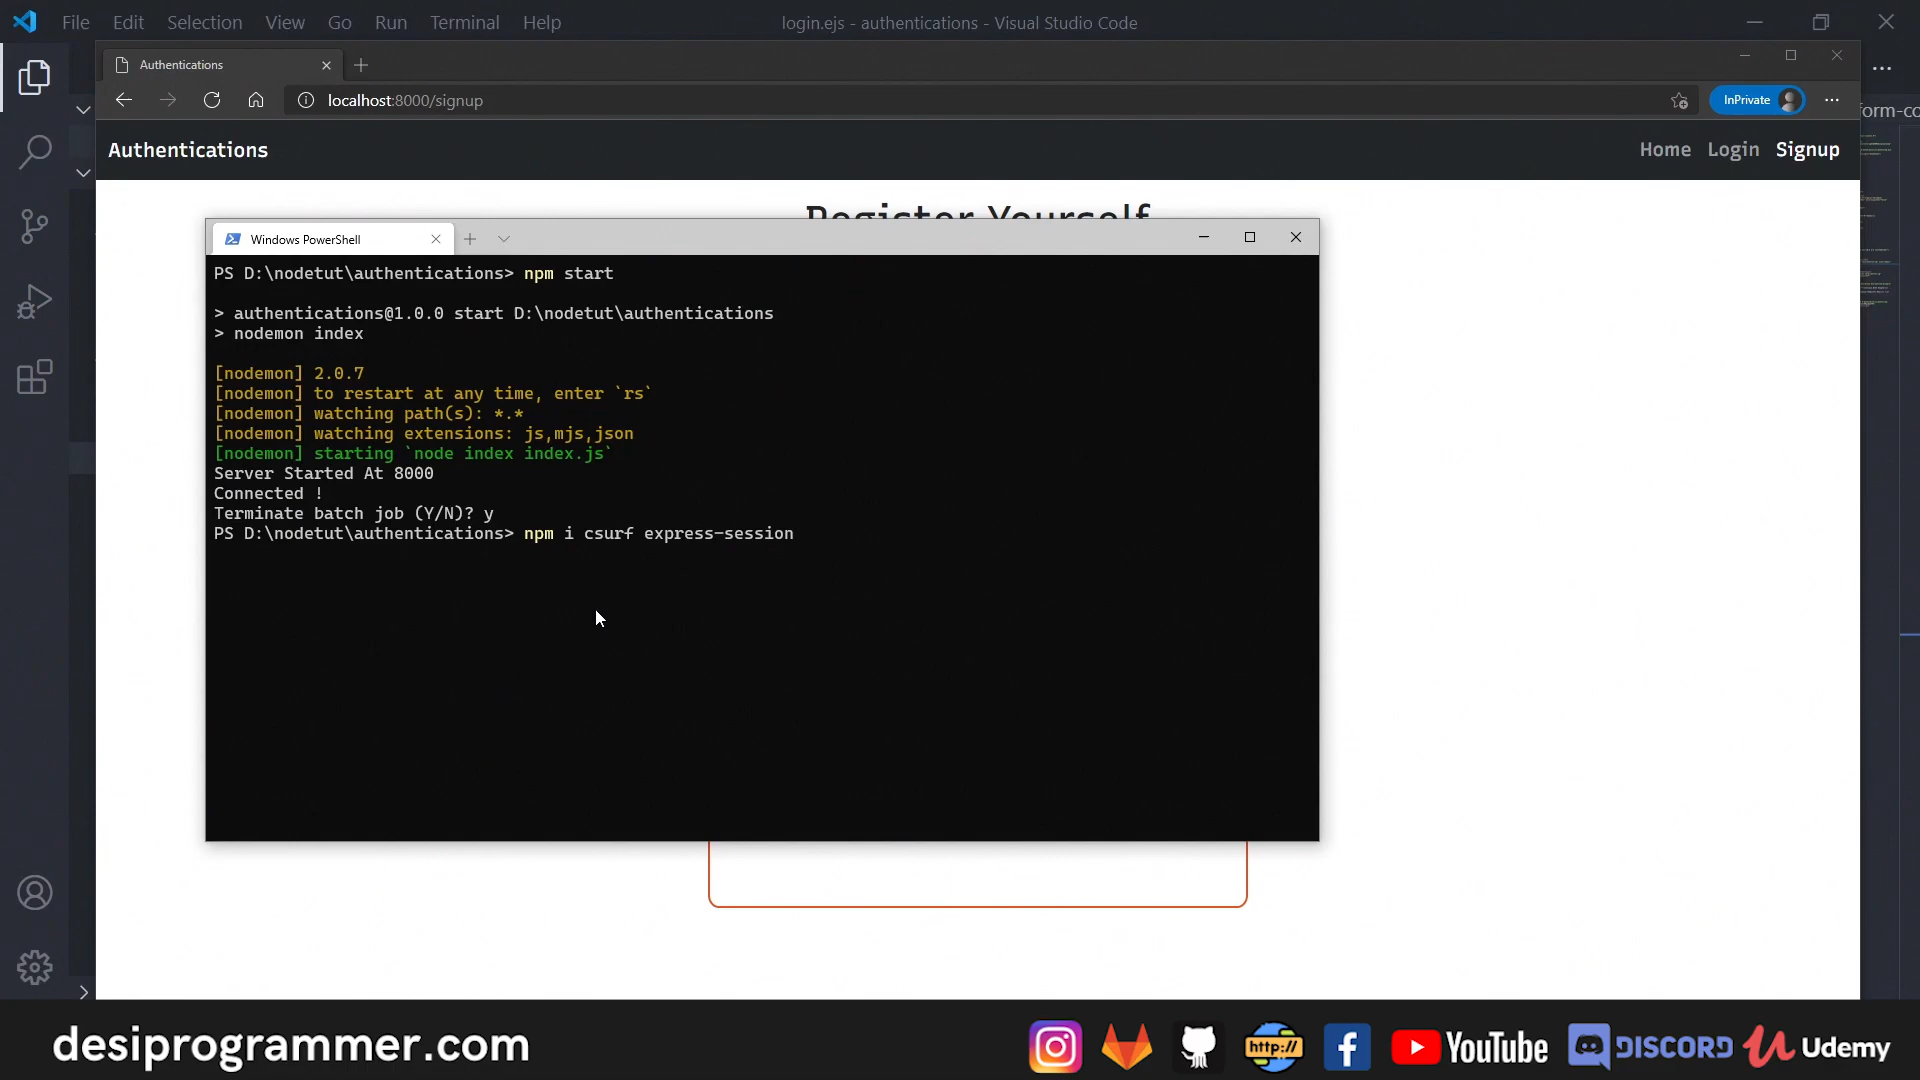 File Edit Selection View Go Run Terminal Help
login.ejs - authentications - Visual Studio Code
Authentications
localhost:8000/signup
InPrivate
Authentications
Home Login Signup
Register Yourself
Windows PowerShell
PS D:\nodetut\authentications> npm start
> authentications@1.0.0 start D:\nodetut\authentications
> nodemon index
[nodemon] 2.0.7
[nodemon] to restart at any time, enter `rs`
[nodemon] watching path(s): *.*
[nodemon] watching extensions: js,mjs,json
[nodemon] starting `node index index.js`
Server Started At 8000
Connected !
Terminate batch job (Y/N)? y
PS D:\nodetut\authentications> npm i csurf express-session
desiprogrammer.com
http://
YouTube
DISCORD
Udemy